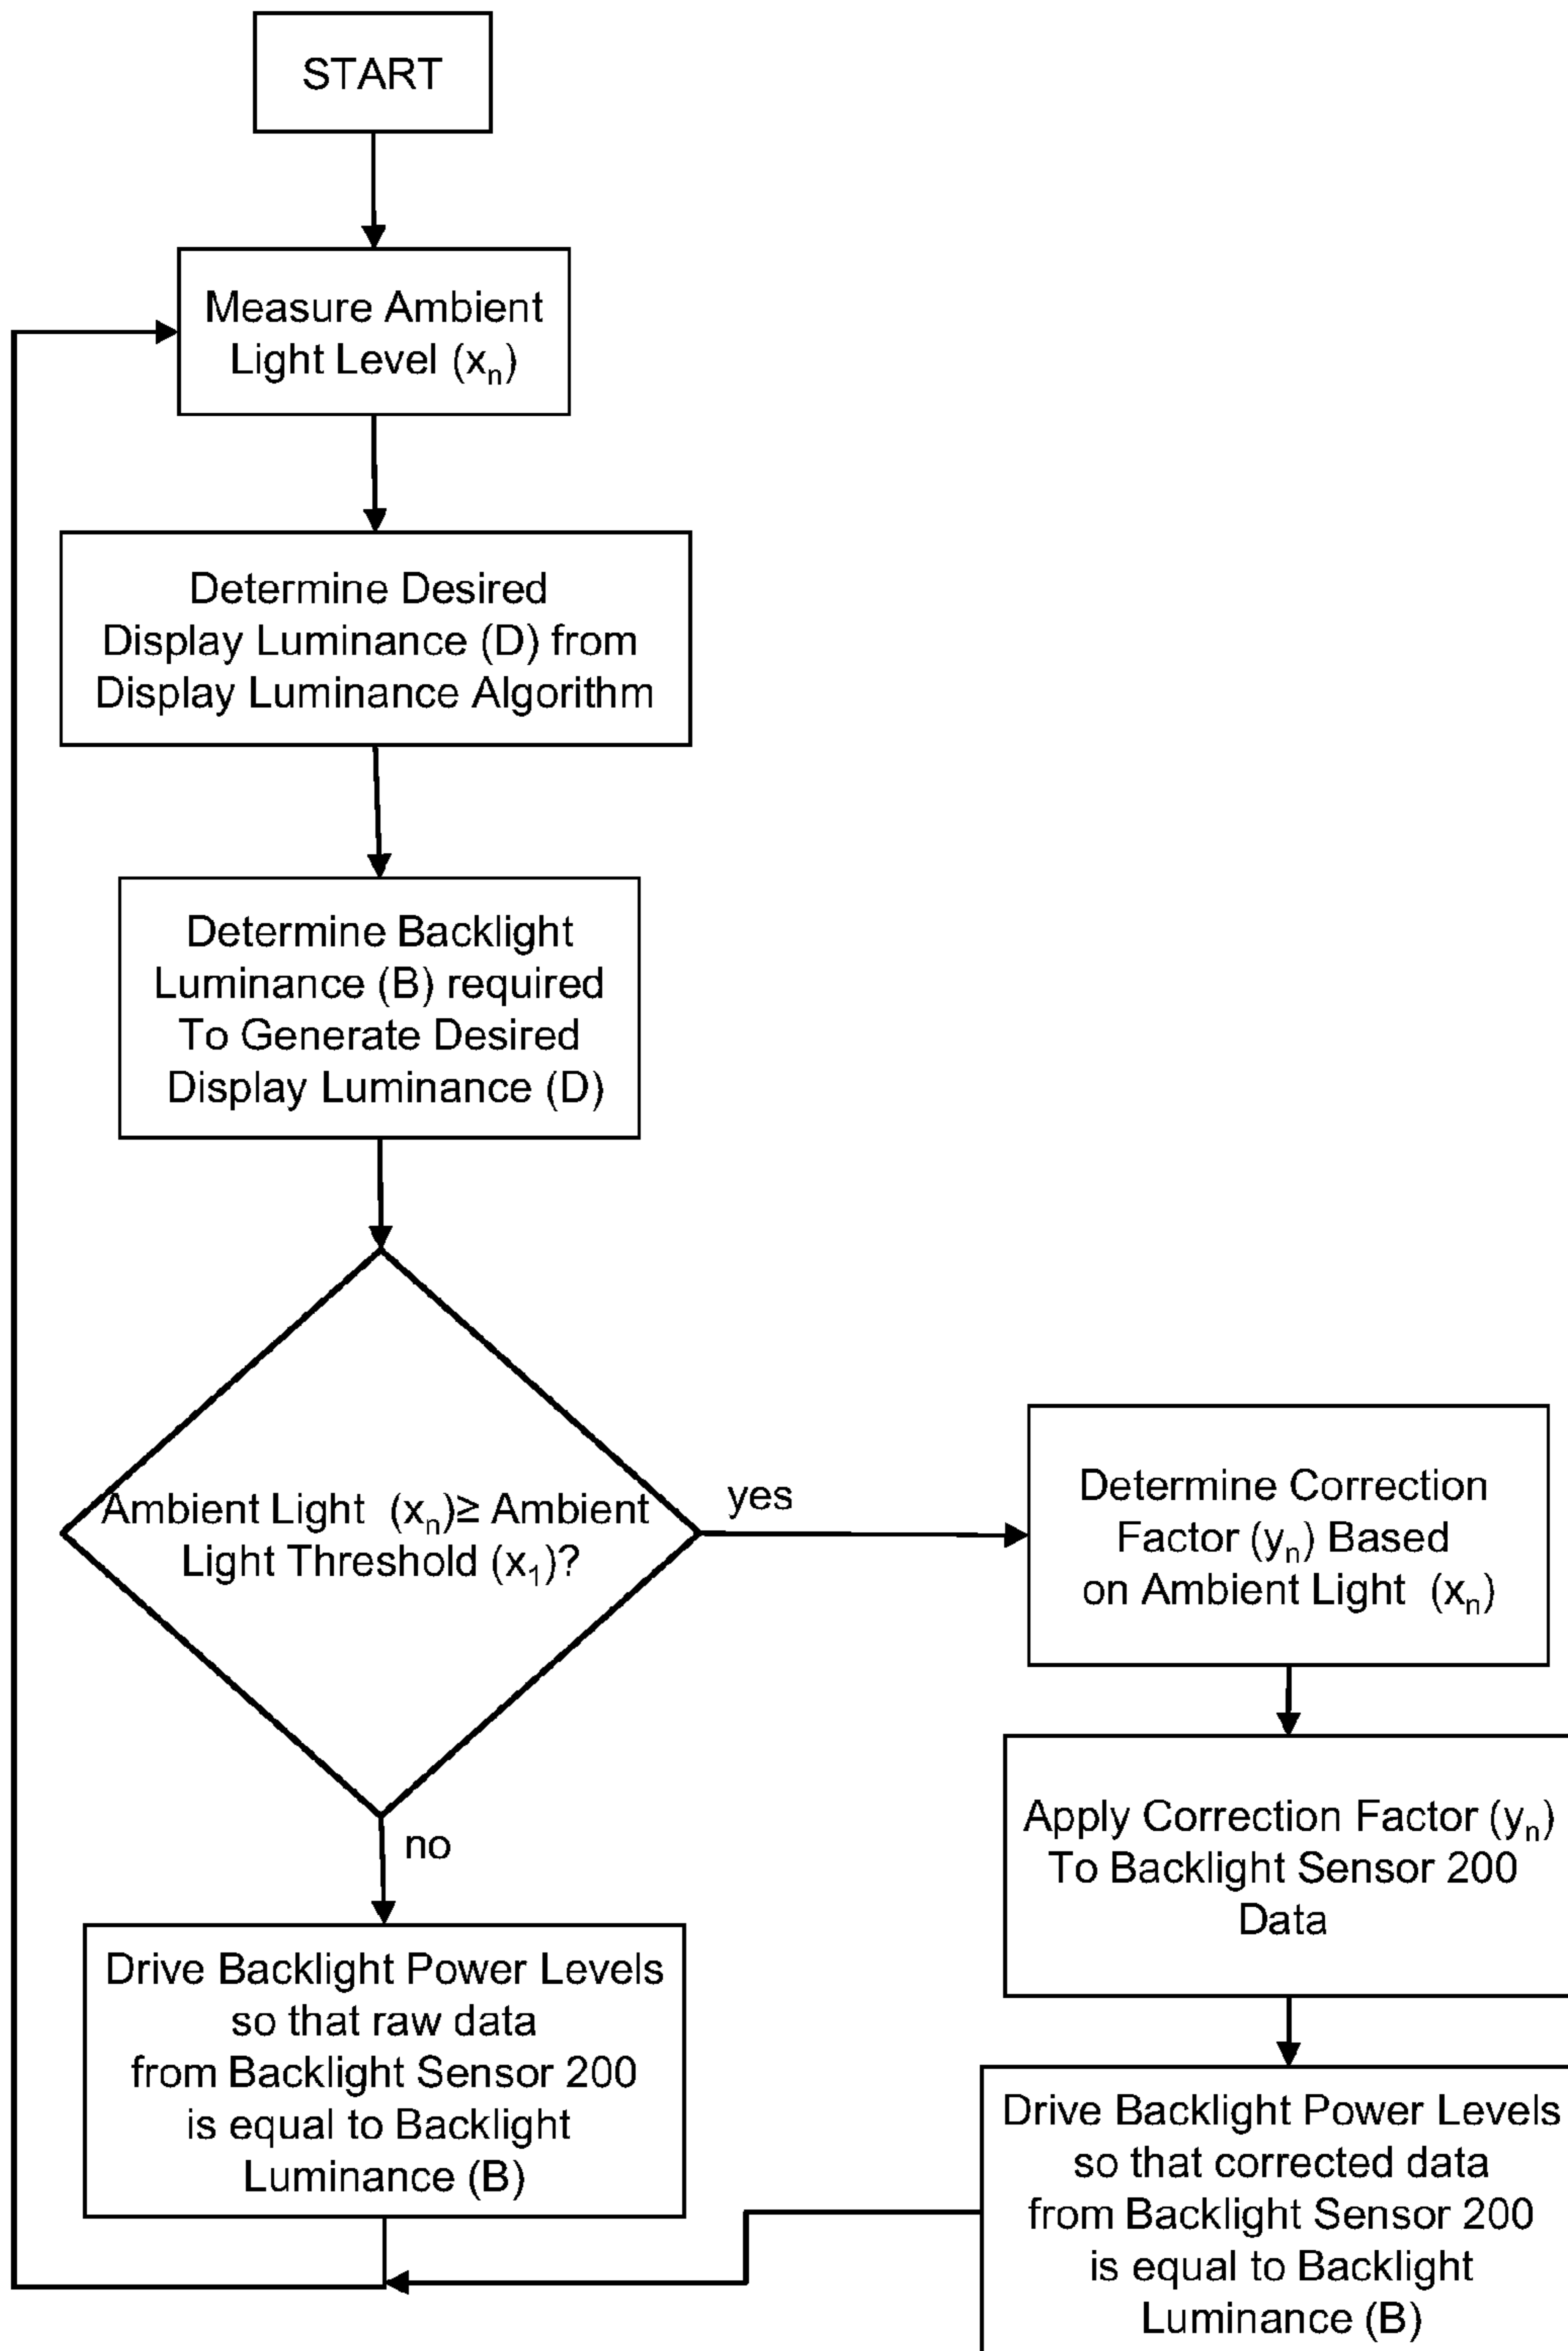 START
Measure Ambient
Light Level (xₙ)
Determine Desired
Display Luminance (D) from
Display Luminance Algorithm
Determine Backlight
Luminance (B) required
To Generate Desired
Display Luminance (D)
Ambient Light (xₙ)≥ Ambient
Light Threshold (x₁)?
yes
no
Determine Correction
Factor (yₙ) Based
on Ambient Light (xₙ)
Apply Correction Factor (yₙ)
To Backlight Sensor 200
Data
Drive Backlight Power Levels
so that raw data
from Backlight Sensor 200
is equal to Backlight
Luminance (B)
Drive Backlight Power Levels
so that corrected data
from Backlight Sensor 200
is equal to Backlight
Luminance (B)